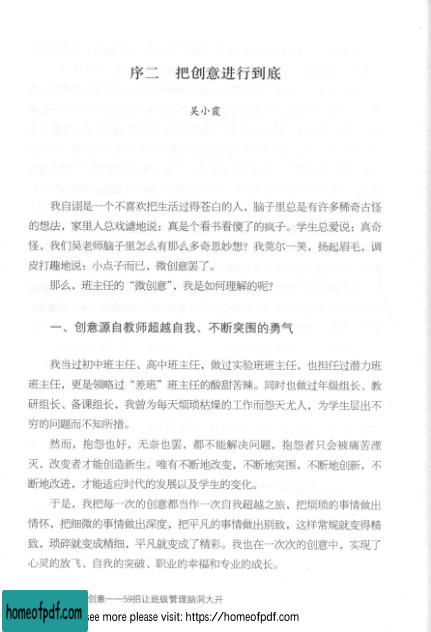 序二 把创意进行到底
吴小霞
我自诩是一个不喜欢把生活过得苍白的人，脑子里总是有许多稀奇古怪
的想法，家里人总戏谑地说：真是个看书看傻了的疯子。学生总爱说：真奇
怪，我们吴老师脑子里怎么有那么多奇思妙想？我莞尔一笑，扬起眉毛，调
皮打趣地说：小点子而已，微创意罢了。
那么，班主任的“微创意”，我是如何理解的呢？
一、创意源自教师超越自我、不断突围的勇气
我当过初中班主任、高中班主任，做过实验班班主任，也担任过潜力班
班主任，更是领略过“差班”班主任的酸甜苦辣。同时也做过年级组长、教
研组长、备课组长，我曾为每天烦琐枯燥的工作而怨天尤人，为学生层出不
穷的问题而不知所措。
然而，抱怨也好，无奈也罢，都不能解决问题，抱怨者只会被痛苦湮
灭，改变者才能创造新生。唯有不断地改变，不断地突围，不断地创新，不
断地改进，才能适应时代的发展以及学生的变化。
于是，我把每一次的创意都当作一次自我超越之旅，把烦琐的事情做出
情怀，把细微的事情做出深度，把平凡的事情做出别致，这样常规就变得精
致，琐碎就变成精细，平凡就变成了精彩。我也在一次次的创意中，实现了
心灵的放飞、自我的突破、职业的幸福和专业的成长。
创意——59招让班级管理脑洞大开
homeofpdf.com
see more please visit: https://homeofpdf.com